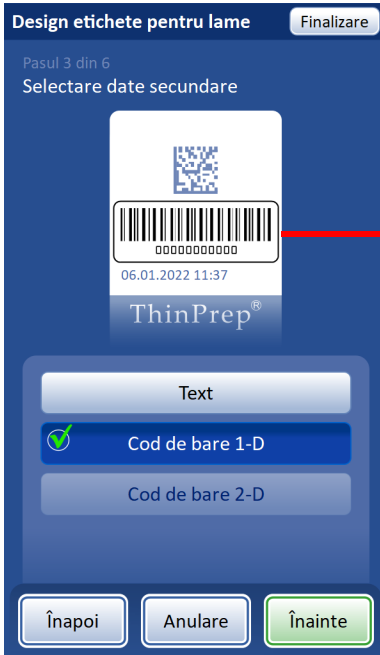 Design etichete pentru lame
Finalizare
Pasul 3 din 6
Selectare date secundare
00000000000
06.01.2022 11:37
ThinPrep®
Text
Cod de bare 1-D
Cod de bare 2-D
Înapoi
Anulare
Înainte